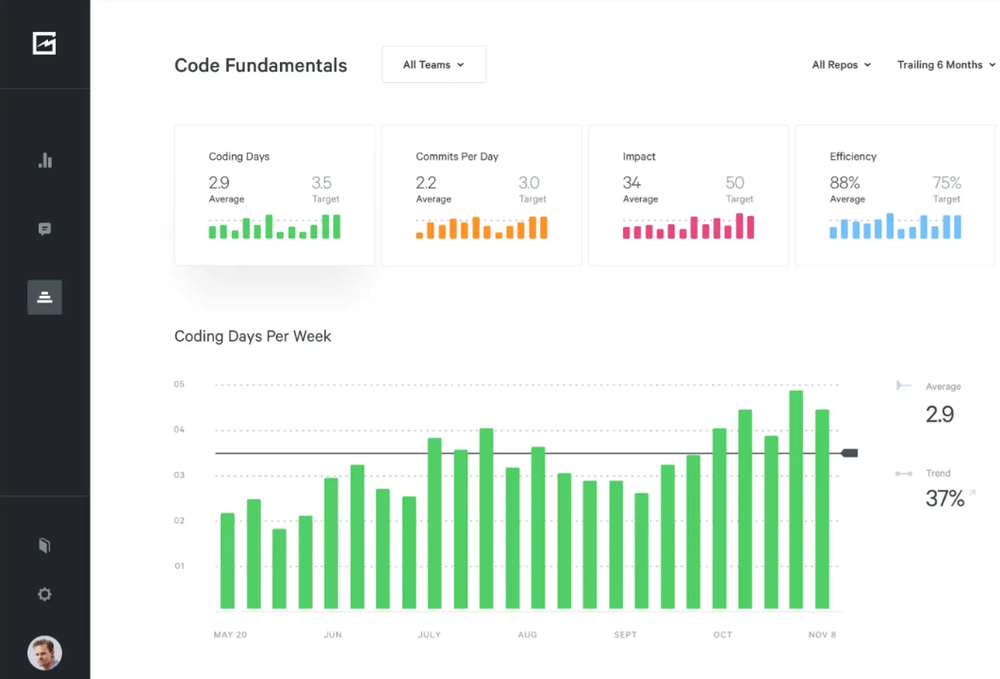 Code Fundamentals
All Teams
All Repos
Trailing 6 Months
Coding Days
2.9
3.5
Average
Target
Commits Per Day
2.2
3.0
Average
Target
Impact
34
50
Average
Target
Efficiency
88%
75%
Average
Target
Coding Days Per Week
05
04
03
02
01
MAY 20
JUN
JULY
AUG
SEPT
OCT
NOV 8
Average
2.9
Trend
37%